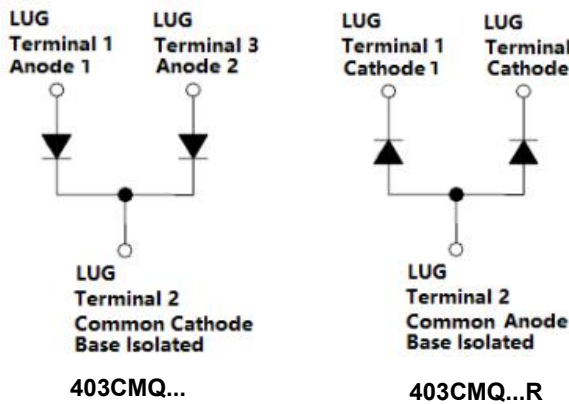 LUG
Terminal 1
Anode 1
LUG
Terminal 3
Anode 2
LUG
Terminal 1
Cathode 1
LUG
Terminal
Cathode
LUG
Terminal 2
Common Cathode
Base Isolated
LUG
Terminal 2
Common Anode
Base Isolated
403CMQ...
403CMQ...R